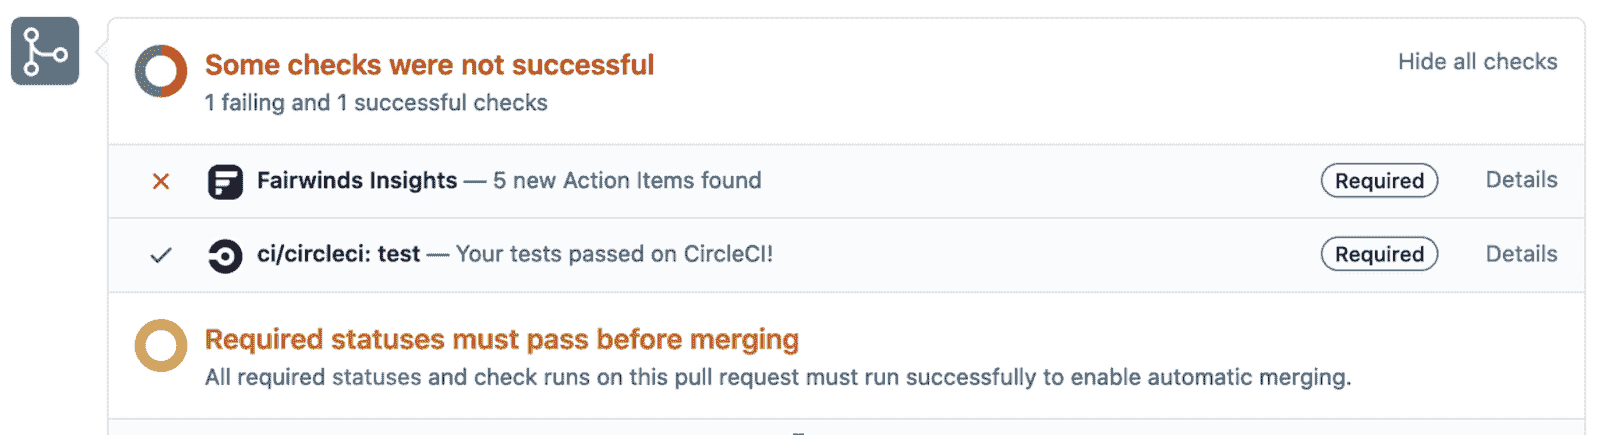 Some checks were not successful
Hide all checks
1 failing and 1 successful checks
Fairwinds Insights — 5 new Action Items found Required Details
ci/circleci: test — Your tests passed on CircleCI! Required Details
Required statuses must pass before merging
All required statuses and check runs on this pull request must run successfully to enable automatic merging.